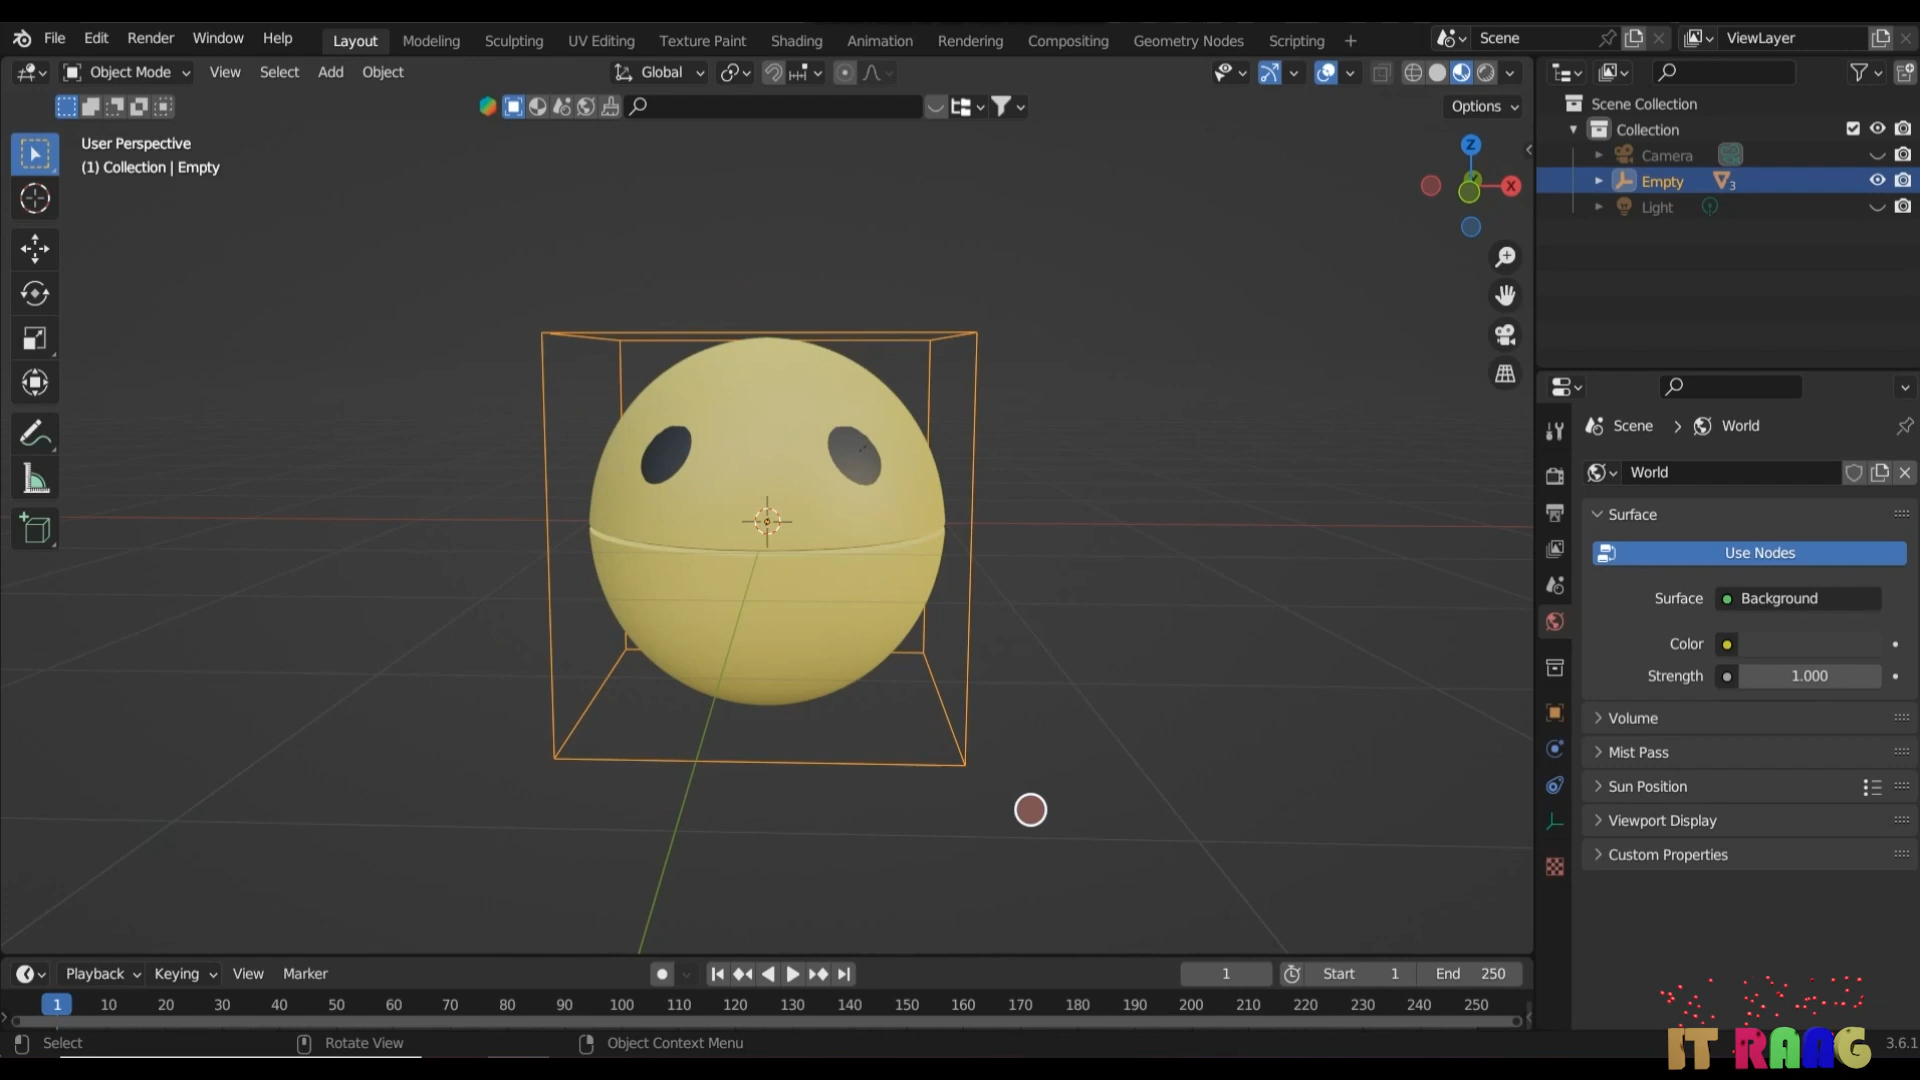 File Edit Render Window Help Layout Modeling Sculpting UV Editing Texture Paint Shading Animation Rendering Compositing Geometry Nodes Scripting + Scene ViewLayer
Object Mode View Select Add Object Global
Options
User Perspective
(1) Collection | Empty
Z
X
Scene Collection
Collection
Camera
Empty 3
Light
Scene > World
World
Surface
Use Nodes
Surface Background
Color
Strength 1.000
Volume
Mist Pass
Sun Position
Viewport Display
Custom Properties
Playback Keying View Marker 1 Start 1 End 250
1 10 20 30 40 50 60 70 80 90 100 110 120 130 140 150 160 170 180 190 200 210 220 230 240 250
Select Rotate View Object Context Menu 3.6.1
IT RANG